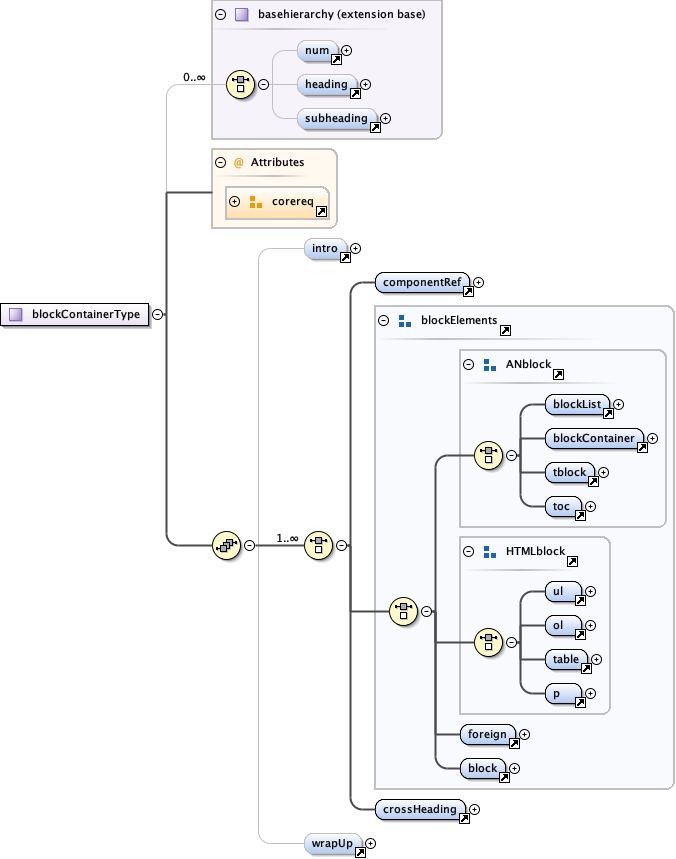 basehierarchy (extension base)
num
0..∞
heading
subheading
@ Attributes
corereq
intro
componentRef
blockContainerType
blockElements
ANblock
blockList
blockContainer
tblock
toc
1..∞
HTMLblock
ul
ol
table
p
foreign
block
crossHeading
wrapUp